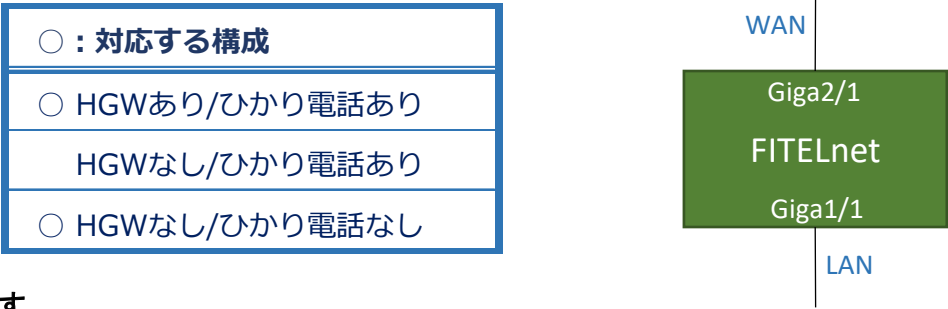 ○：対応する構成
○ HGWあり/ひかり電話あり
HGWなし/ひかり電話あり
○ HGWなし/ひかり電話なし
す
WAN
Giga2/1
FITELnet
Giga1/1
LAN